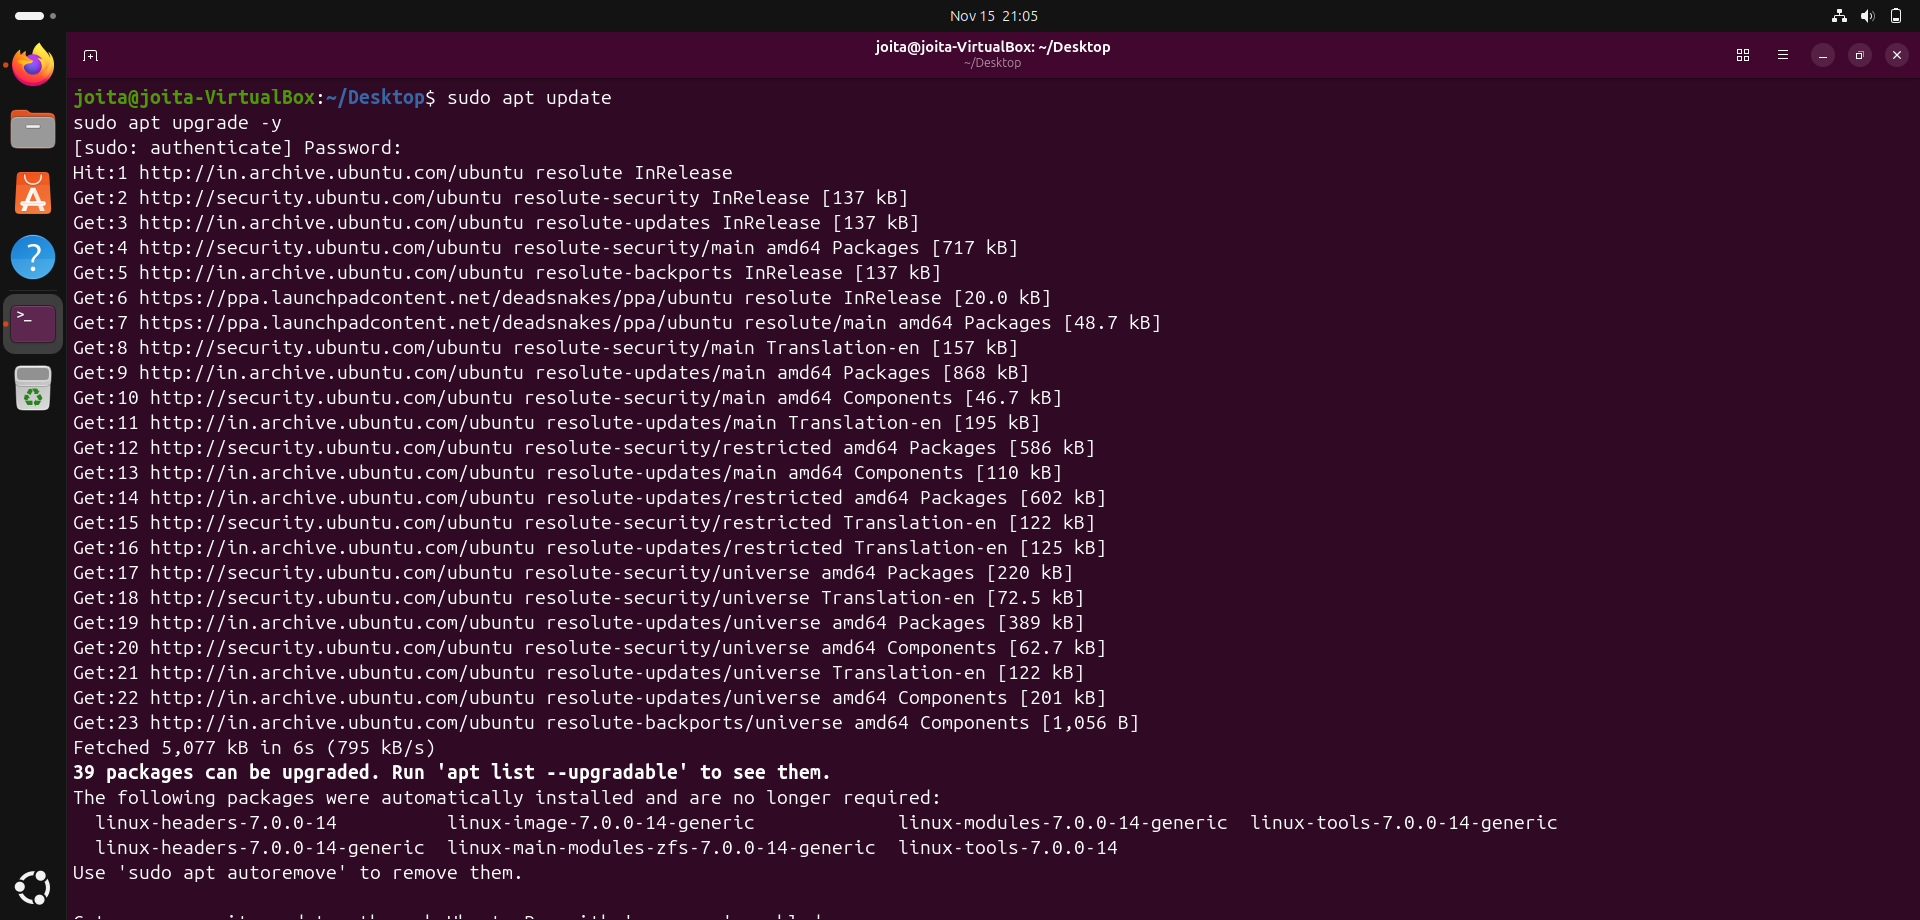 Nov 15 21:05
joita@joita-VirtualBox: ~/Desktop
~/Desktop
joita@joita-VirtualBox:~/Desktop$ sudo apt update
sudo apt upgrade -y
[sudo: authenticate] Password:
Hit:1 http://in.archive.ubuntu.com/ubuntu resolute InRelease
Get:2 http://security.ubuntu.com/ubuntu resolute-security InRelease [137 kB]
Get:3 http://in.archive.ubuntu.com/ubuntu resolute-updates InRelease [137 kB]
Get:4 http://security.ubuntu.com/ubuntu resolute-security/main amd64 Packages [717 kB]
Get:5 http://in.archive.ubuntu.com/ubuntu resolute-backports InRelease [137 kB]
Get:6 https://ppa.launchpadcontent.net/deadsnakes/ppa/ubuntu resolute InRelease [20.0 kB]
Get:7 https://ppa.launchpadcontent.net/deadsnakes/ppa/ubuntu resolute/main amd64 Packages [48.7 kB]
Get:8 http://security.ubuntu.com/ubuntu resolute-security/main Translation-en [157 kB]
Get:9 http://in.archive.ubuntu.com/ubuntu resolute-updates/main amd64 Packages [868 kB]
Get:10 http://security.ubuntu.com/ubuntu resolute-security/main amd64 Components [46.7 kB]
Get:11 http://in.archive.ubuntu.com/ubuntu resolute-updates/main Translation-en [195 kB]
Get:12 http://security.ubuntu.com/ubuntu resolute-security/restricted amd64 Packages [586 kB]
Get:13 http://in.archive.ubuntu.com/ubuntu resolute-updates/main amd64 Components [110 kB]
Get:14 http://in.archive.ubuntu.com/ubuntu resolute-updates/restricted amd64 Packages [602 kB]
Get:15 http://security.ubuntu.com/ubuntu resolute-security/restricted Translation-en [122 kB]
Get:16 http://in.archive.ubuntu.com/ubuntu resolute-updates/restricted Translation-en [125 kB]
Get:17 http://security.ubuntu.com/ubuntu resolute-security/universe amd64 Packages [220 kB]
Get:18 http://security.ubuntu.com/ubuntu resolute-security/universe Translation-en [72.5 kB]
Get:19 http://in.archive.ubuntu.com/ubuntu resolute-updates/universe amd64 Packages [389 kB]
Get:20 http://security.ubuntu.com/ubuntu resolute-security/universe amd64 Components [62.7 kB]
Get:21 http://in.archive.ubuntu.com/ubuntu resolute-updates/universe Translation-en [122 kB]
Get:22 http://in.archive.ubuntu.com/ubuntu resolute-updates/universe amd64 Components [201 kB]
Get:23 http://in.archive.ubuntu.com/ubuntu resolute-backports/universe amd64 Components [1,056 B]
Fetched 5,077 kB in 6s (795 kB/s)
39 packages can be upgraded. Run 'apt list --upgradable' to see them.
The following packages were automatically installed and are no longer required:
linux-headers-7.0.0-14 linux-image-7.0.0-14-generic linux-modules-7.0.0-14-generic linux-tools-7.0.0-14-generic
linux-headers-7.0.0-14-generic linux-main-modules-zfs-7.0.0-14-generic linux-tools-7.0.0-14
Use 'sudo apt autoremove' to remove them.